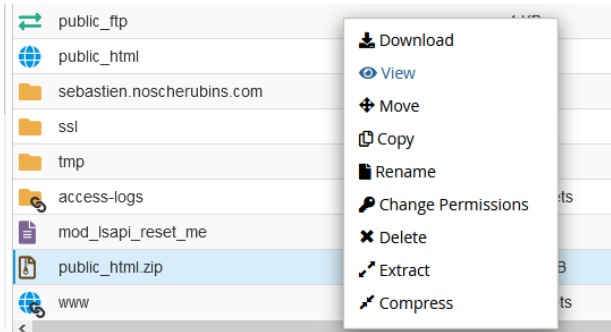 public_ftp
public_html
sebastien.noscherubins.com
ssl
tmp
access-logs
mod_lsapi_reset_me
public_html.zip
www
Download
View
Move
Copy
Rename
Change Permissions
Delete
Extract
Compress